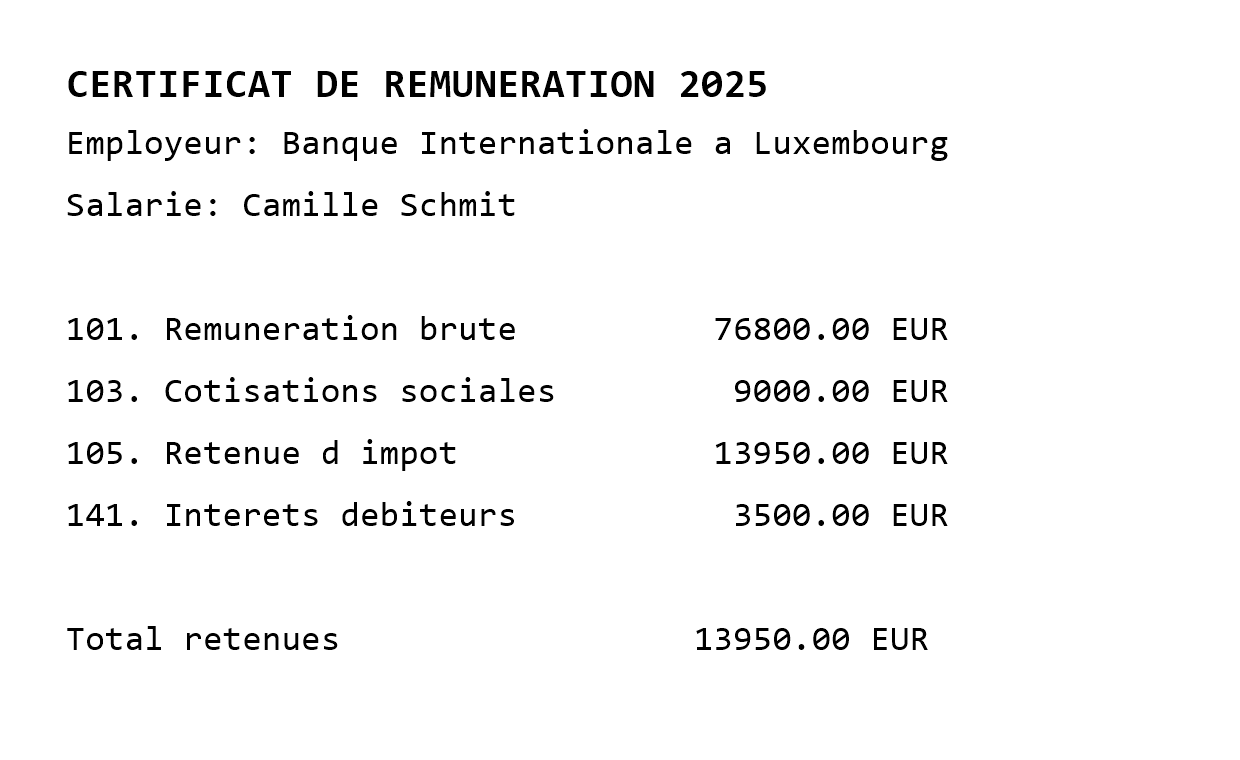 CERTIFICAT DE REMUNERATION 2025
Employeur: Banque Internationale a Luxembourg
Salarie: Camille Schmit
101. Remuneration brute 76800.00 EUR
103. Cotisations sociales 9000.00 EUR
105. Retenue d impot 13950.00 EUR
141. Interets debiteurs 3500.00 EUR
Total retenues 13950.00 EUR